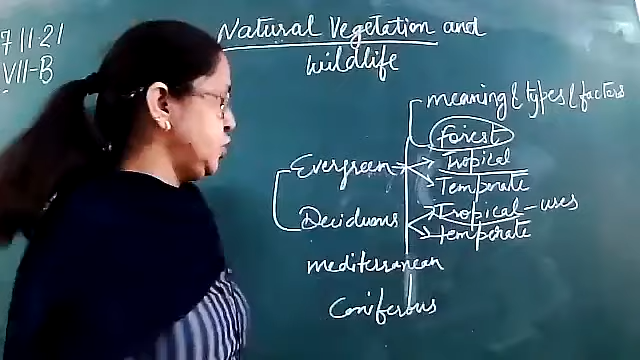 7 11-21
VII-B
Natural Vegetation and
Wildlife
meaning & types & factors
Forest
Evergreen
Tropical
Temperate
Deciduous
Tropical - uses
Temperate
mediterranean
Coniferous